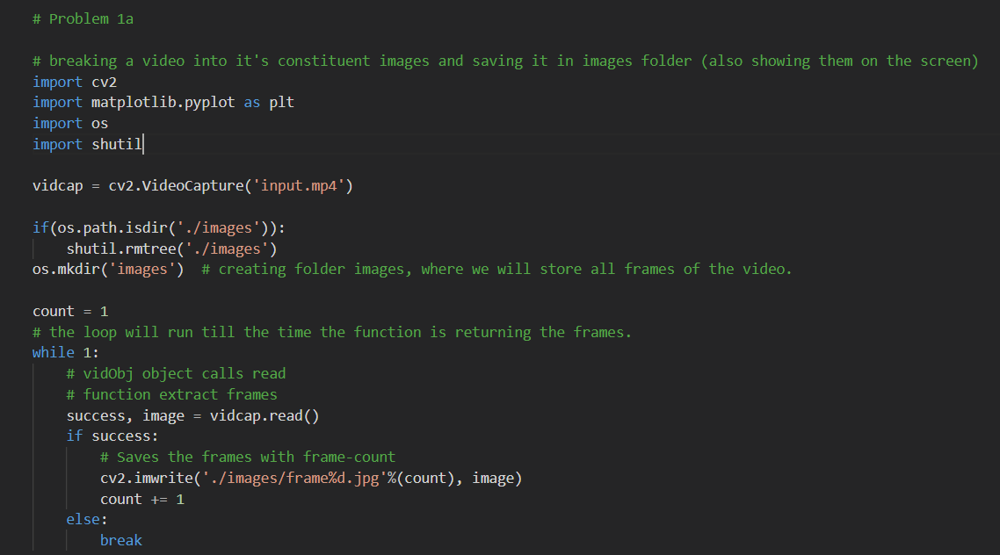 # Problem 1a
# breaking a video into it's constituent images and saving it in images folder (also showing them on the screen)
import cv2
import matplotlib.pyplot as plt
import os
import shutil
vidcap = cv2.VideoCapture('input.mp4')
if(os.path.isdir('./images')):
    shutil.rmtree('./images')
os.mkdir('images')  # creating folder images, where we will store all frames of the video.
count = 1
# the loop will run till the time the function is returning the frames.
while 1:
    # vidObj object calls read
    # function extract frames
    success, image = vidcap.read()
    if success:
        # Saves the frames with frame-count
        cv2.imwrite('./images/frame%d.jpg'%(count), image)
        count += 1
    else:
        break